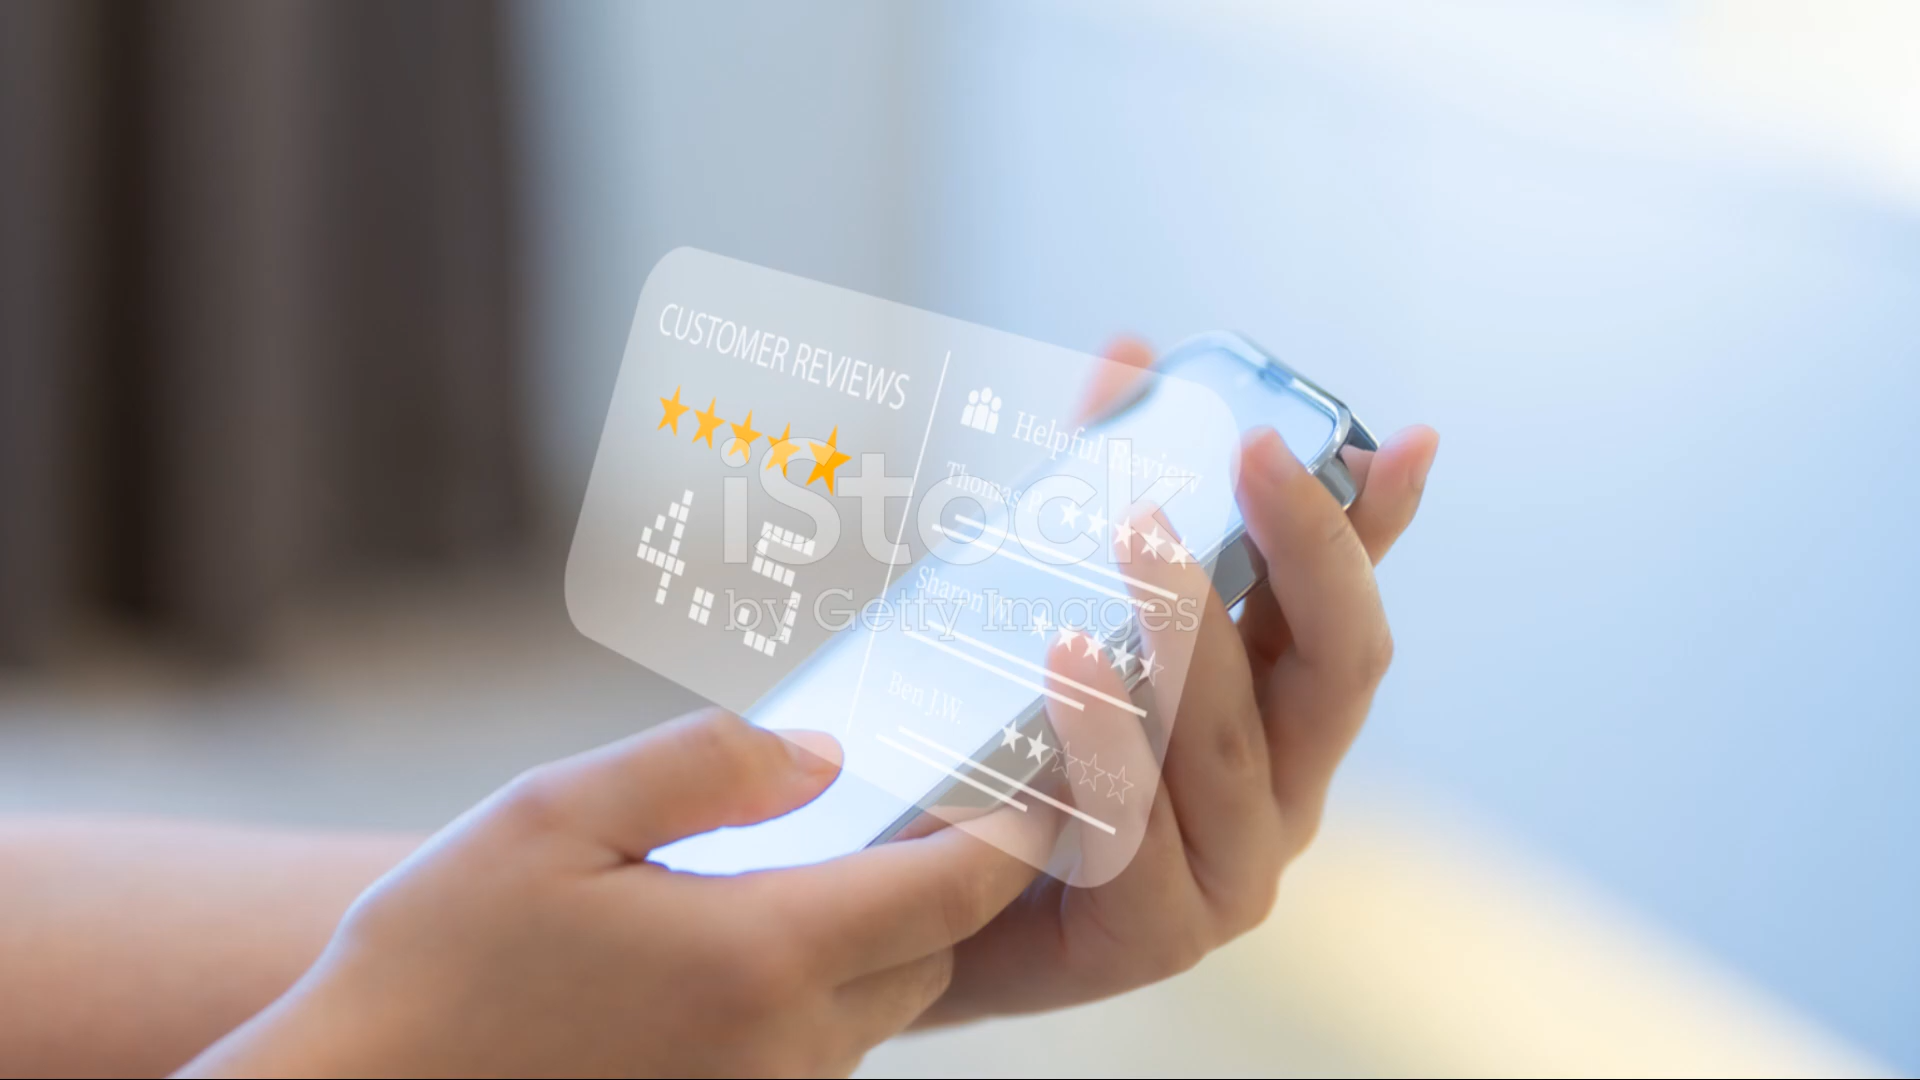 CUSTOMER REVIEWS
4.5
Helpful Review
Thomas P.
Sharon W.
Ben J.W.
iStock
by Getty Images